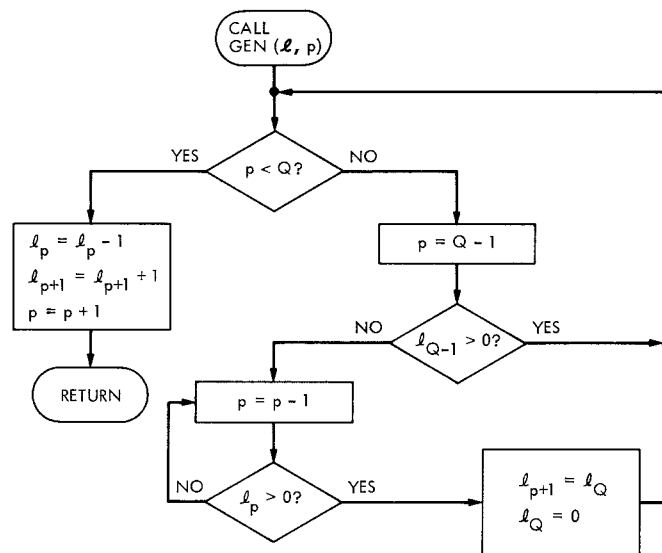 CALL
GEN (ℓ, p)
YES
p < Q?
NO
ℓp = ℓp - 1
ℓp+1 = ℓp+1 + 1
p = p + 1
p = Q - 1
NO
ℓQ-1 > 0?
YES
RETURN
p = p - 1
NO
ℓp > 0?
YES
ℓp+1 = ℓQ
ℓQ = 0